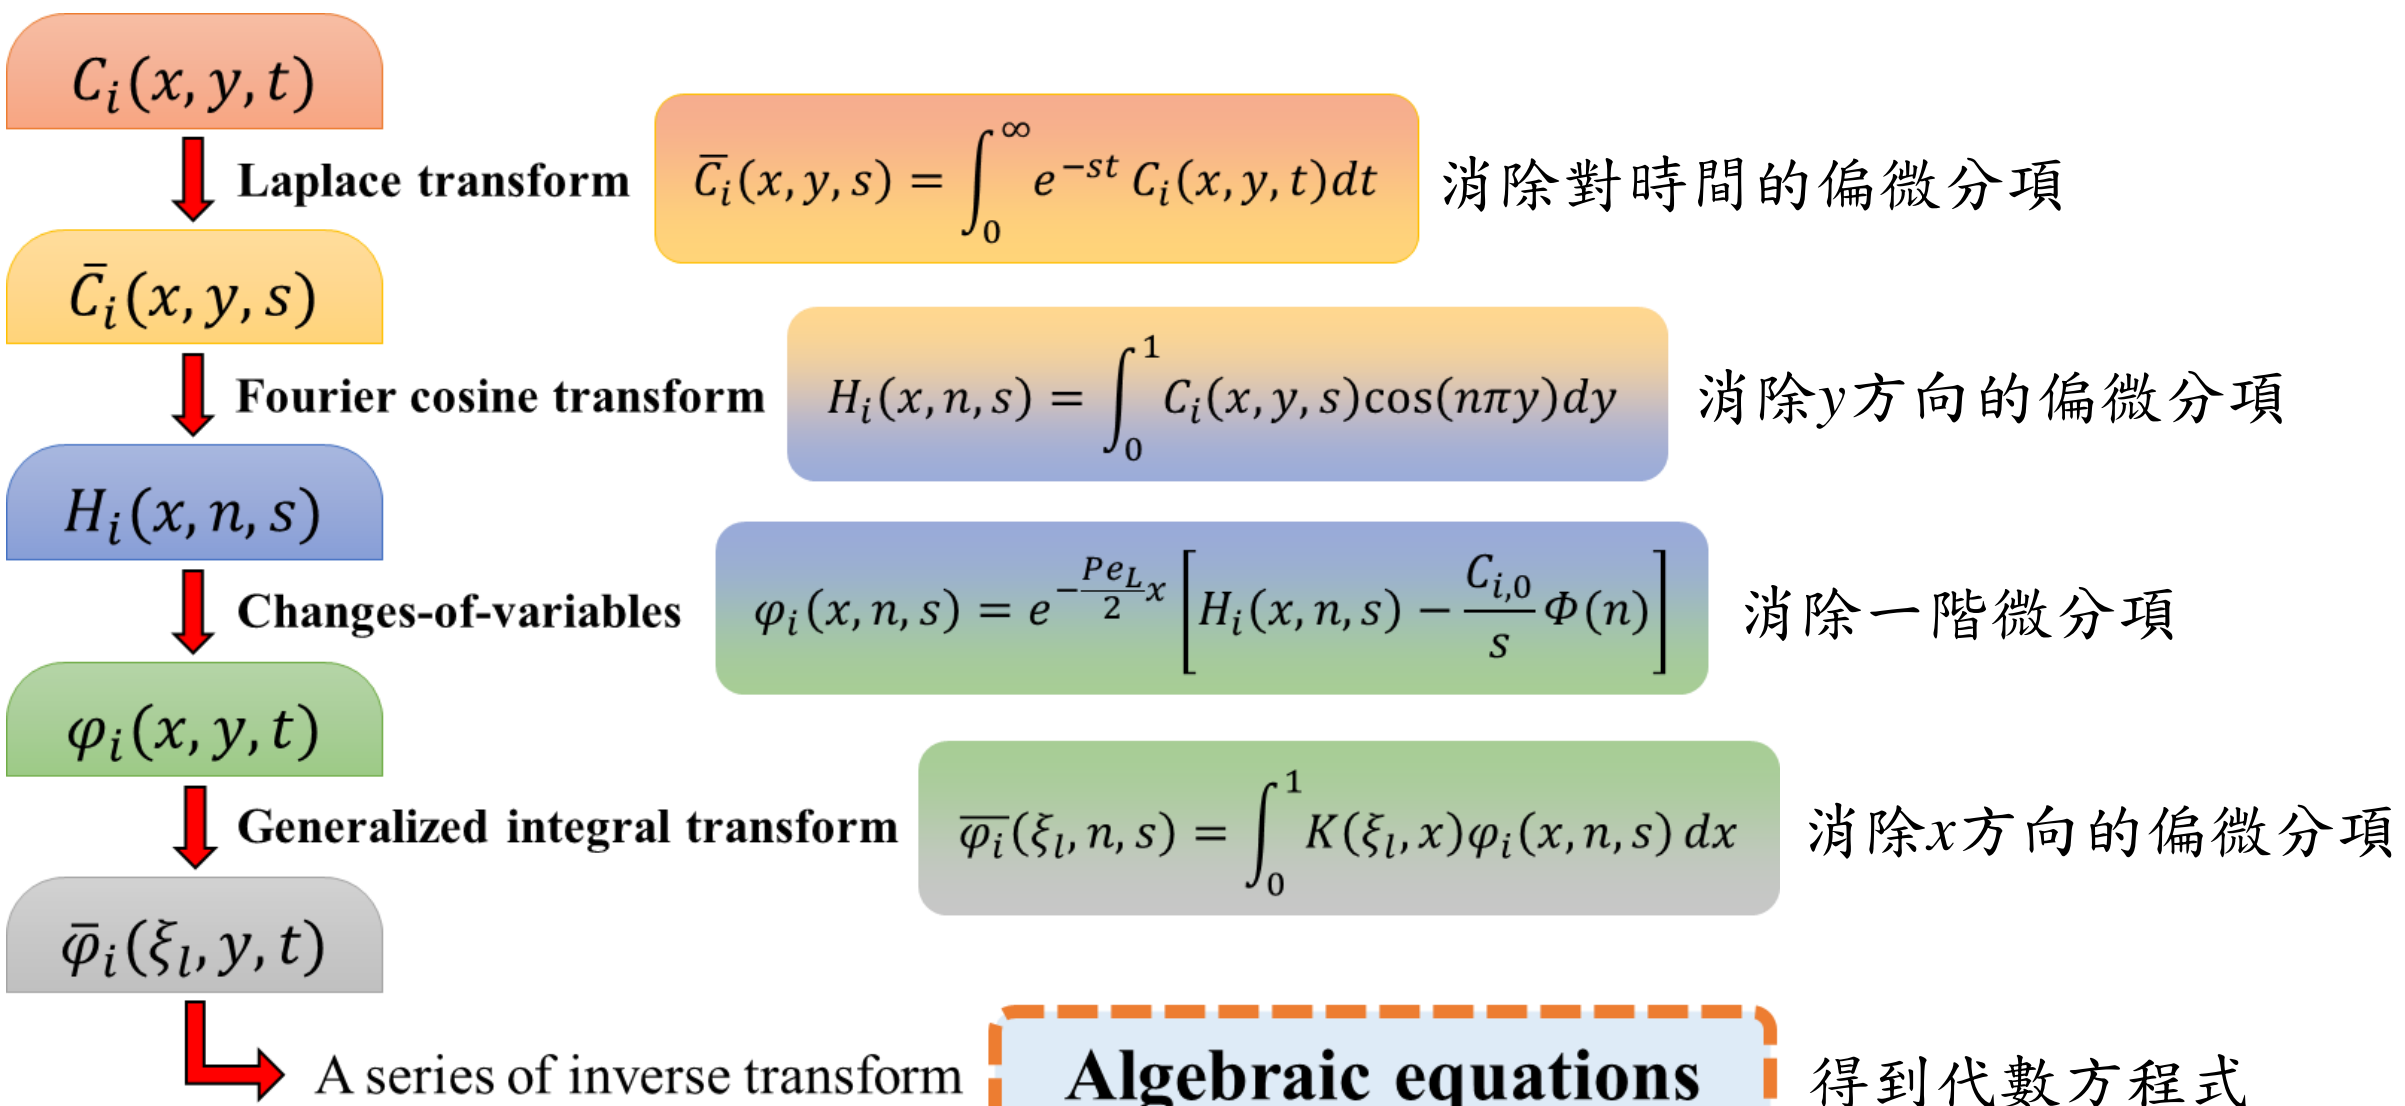 C_i(x, y, t)
Laplace transform
C̅_i(x, y, s) = ∫_0^∞ e^{−st} C_i(x, y, t)dt
消除對時間的偏微分項
C̅_i(x, y, s)
Fourier cosine transform
H_i(x, n, s) = ∫_0^1 C_i(x, y, s)cos(nπy)dy
消除y方向的偏微分項
H_i(x, n, s)
Changes-of-variables
φ_i(x, n, s) = e^{−\frac{Pe_L}{2}x} [H_i(x, n, s) − \frac{C_{i,0}}{s} Φ(n)]
消除一階微分項
φ_i(x, y, t)
Generalized integral transform
φ̅_i(ξ_l, n, s) = ∫_0^1 K(ξ_l, x)φ_i(x, n, s) dx
消除x方向的偏微分項
φ̅_i(ξ_l, y, t)
A series of inverse transform
Algebraic equations
得到代數方程式